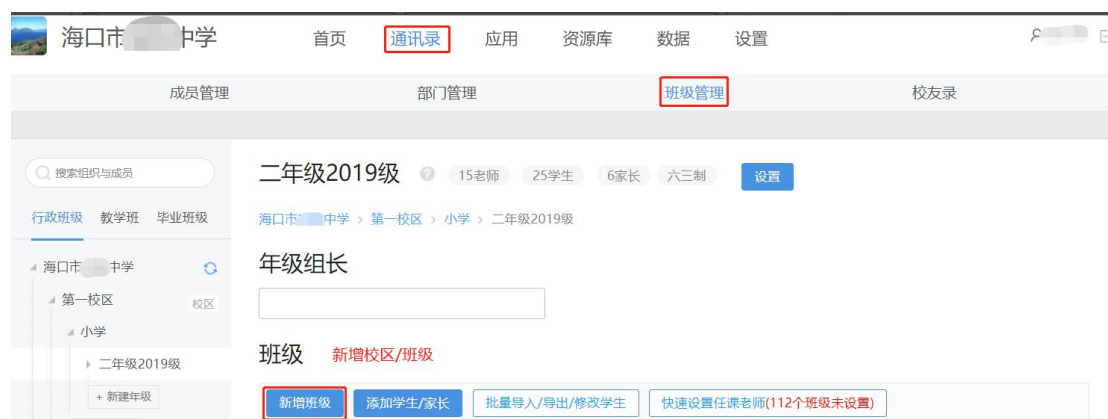 海口市 中学 首页 通讯录 应用 资源库 数据 设置
成员管理 部门管理 班级管理 校友录
搜索组织与成员
行政班级 教学班 毕业班级
海口市 中学
第一校区 校区
小学
二年级2019级
+ 新建年级
二年级2019级 ? 15老师 25学生 6家长 六三制 设置
海口市 中学 > 第一校区 > 小学 > 二年级2019级
年级组长
班级 新增校区/班级
新增班级 添加学生/家长 批量导入/导出/修改学生 快速设置任课老师(112个班级未设置)